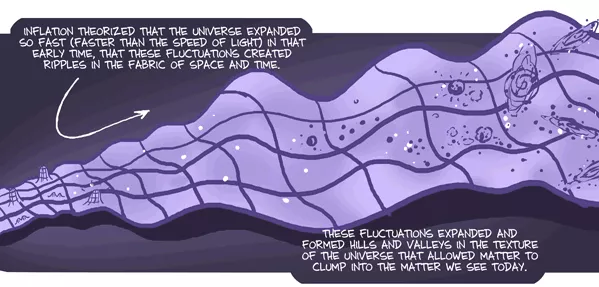 INFLATION THEORIZED THAT THE UNIVERSE EXPANDED
SO FAST (FASTER THAN THE SPEED OF LIGHT) IN THAT
EARLY TIME, THAT THESE FLUCTUATIONS CREATED
RIPPLES IN THE FABRIC OF SPACE AND TIME.
THESE FLUCTUATIONS EXPANDED AND
FORMED HILLS AND VALLEYS IN THE TEXTURE
OF THE UNIVERSE THAT ALLOWED MATTER TO
CLUMP INTO THE MATTER WE SEE TODAY.